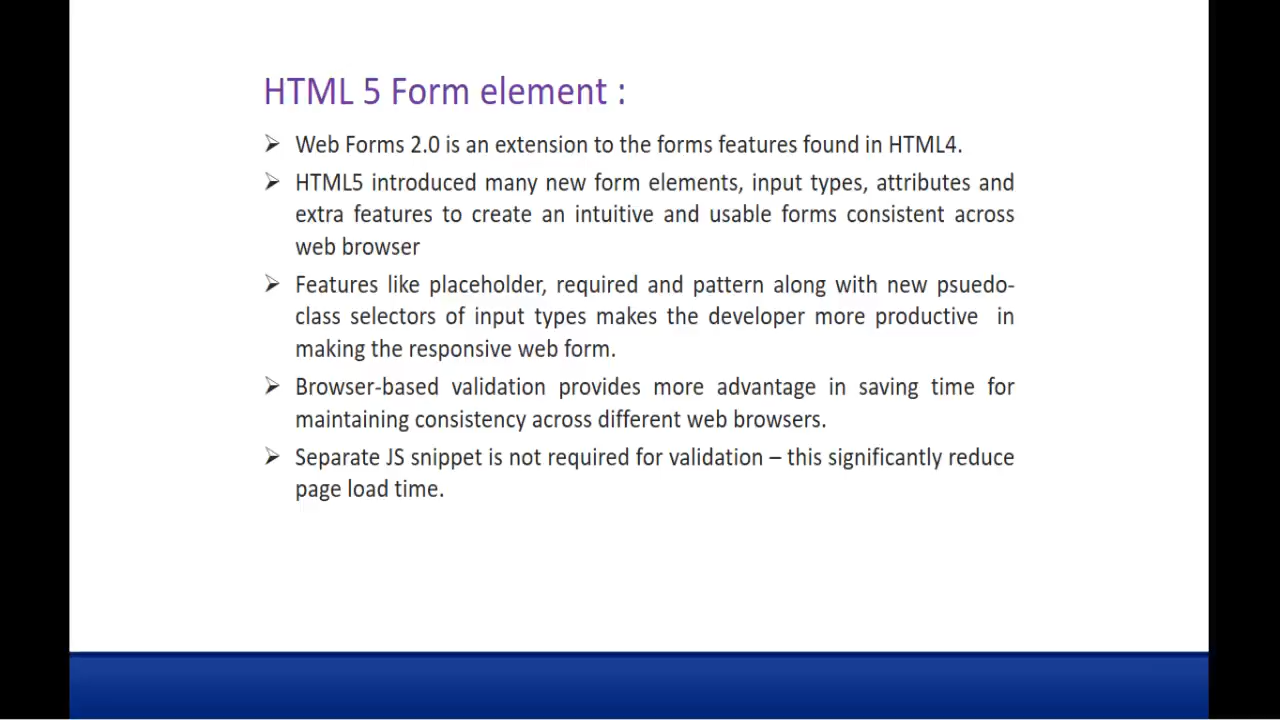 HTML 5 Form element :
➢ Web Forms 2.0 is an extension to the forms features found in HTML4.
➢ HTML5 introduced many new form elements, input types, attributes and
extra features to create an intuitive and usable forms consistent across
web browser
➢ Features like placeholder, required and pattern along with new psuedo-
class selectors of input types makes the developer more productive in
making the responsive web form.
➢ Browser-based validation provides more advantage in saving time for
maintaining consistency across different web browsers.
➢ Separate JS snippet is not required for validation – this significantly reduce
page load time.